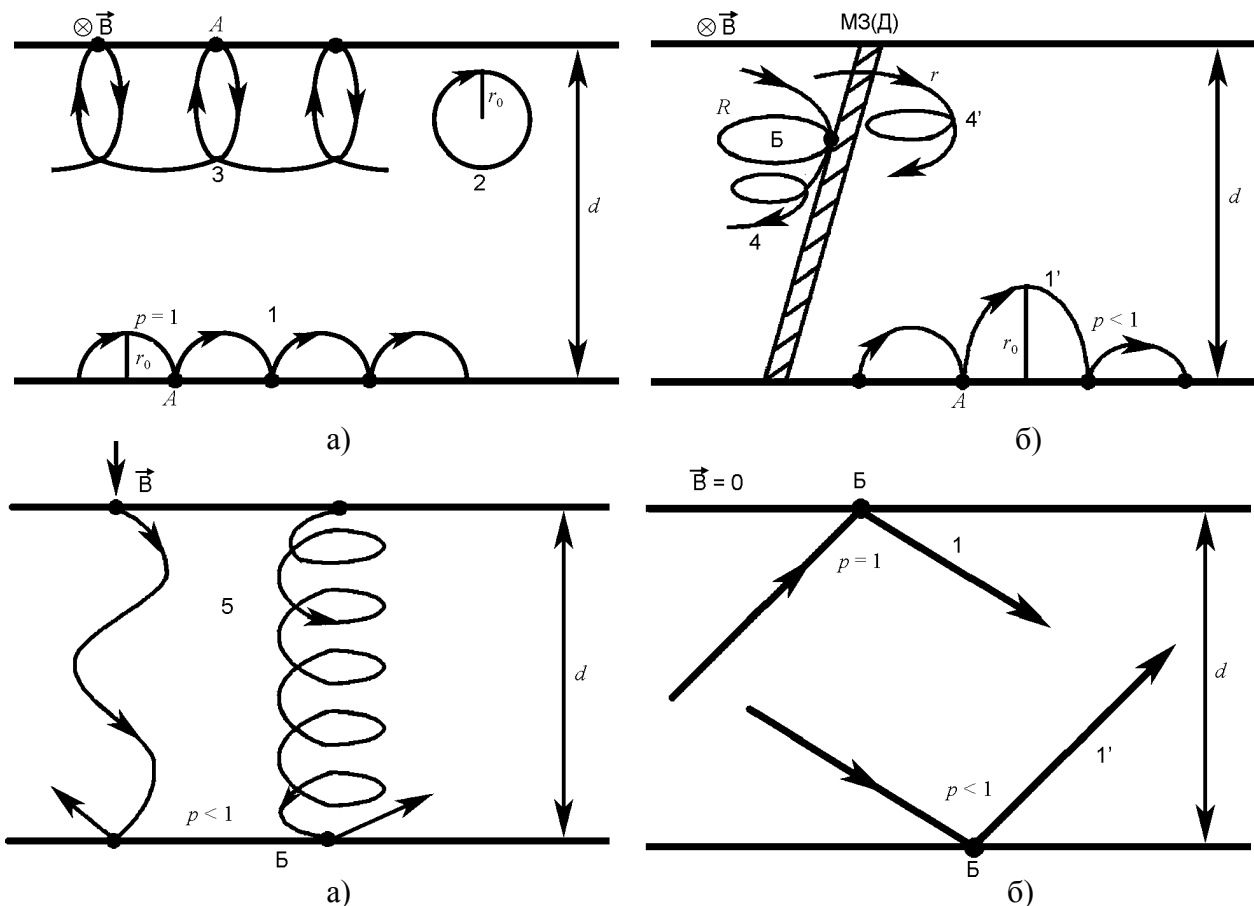 ⊗ B⃗
A
r₀
2
3
d
p = 1
1
r₀
A
а)
⊗ B⃗
МЗ(Д)
r
R
Б
4'
4
d
1'
p < 1
r₀
A
б)
B⃗
5
d
p < 1
Б
а)
B⃗ = 0
Б
1
p = 1
d
1'
p < 1
Б
б)